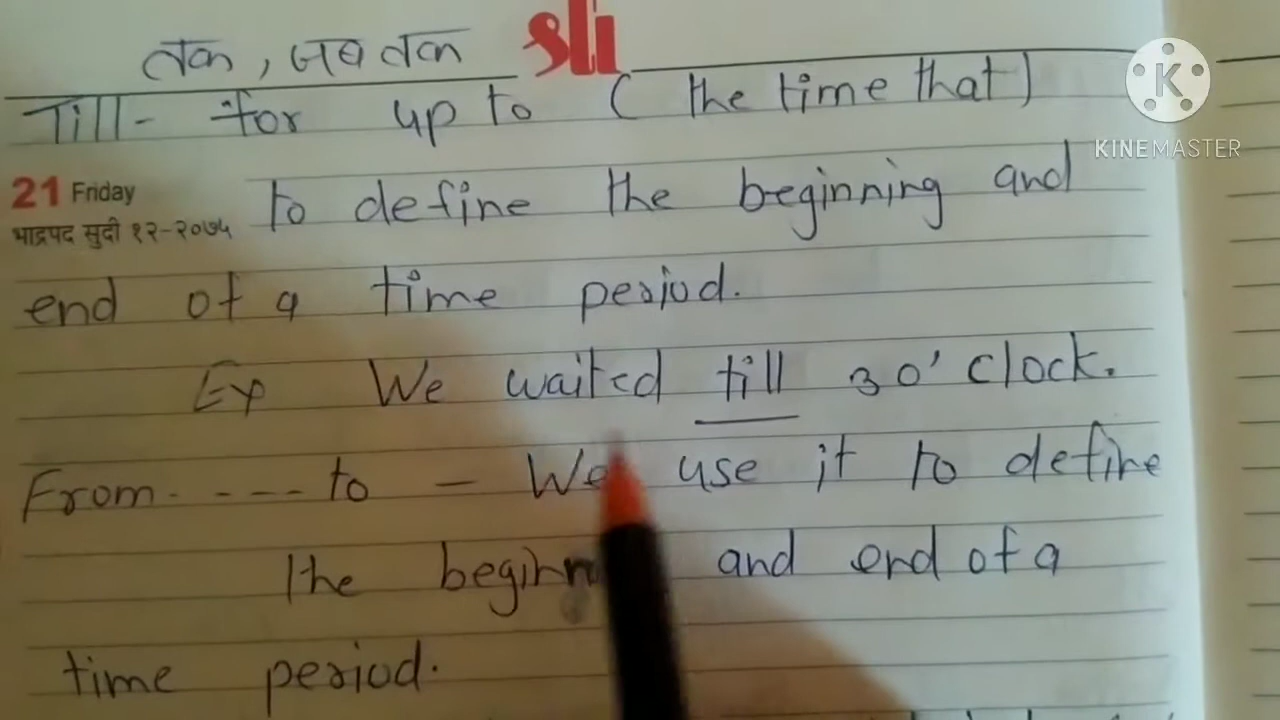 तक, जब तक
Till- for up to ( the time that)
21 Friday
भाद्रपद सुदी १२-२०७५
to define the beginning and
end of a time period.
Ex We waited till 3 o' clock.
From - - - - to - We use it to define
the beginn and end of a
time period.
sli
K
KINEMASTER